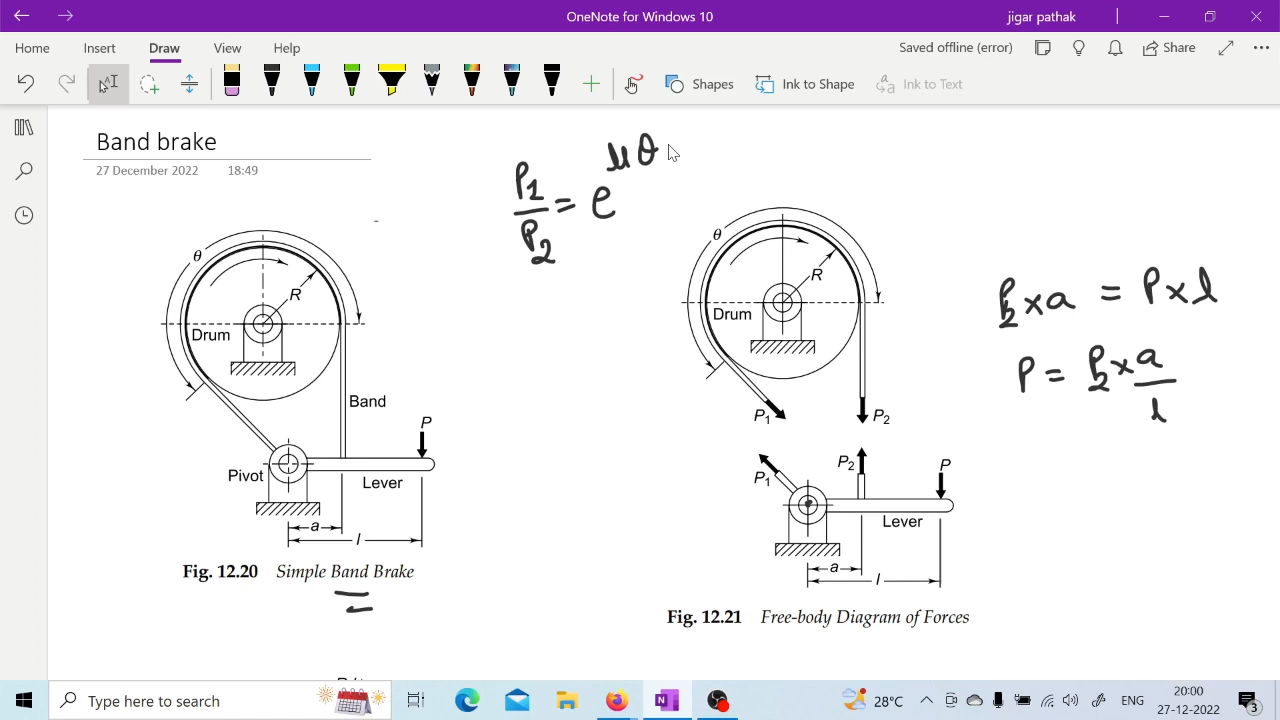 OneNote for Windows 10
jigar pathak
Home Insert Draw View Help
Saved offline (error)
Share
Shapes
Ink to Shape
Ink to Text
Band brake
27 December 2022 18:49
P1/P2 = e^μθ
θ
R
Drum
Band
P
Pivot
Lever
a
l
Fig. 12.20 Simple Band Brake
θ
R
Drum
P1
P2
P1
P2
P
Lever
a
l
Fig. 12.21 Free-body Diagram of Forces
P2 × a = P × l
P = P2 × a/l
Type here to search
28°C
ENG
20:00
27-12-2022
3